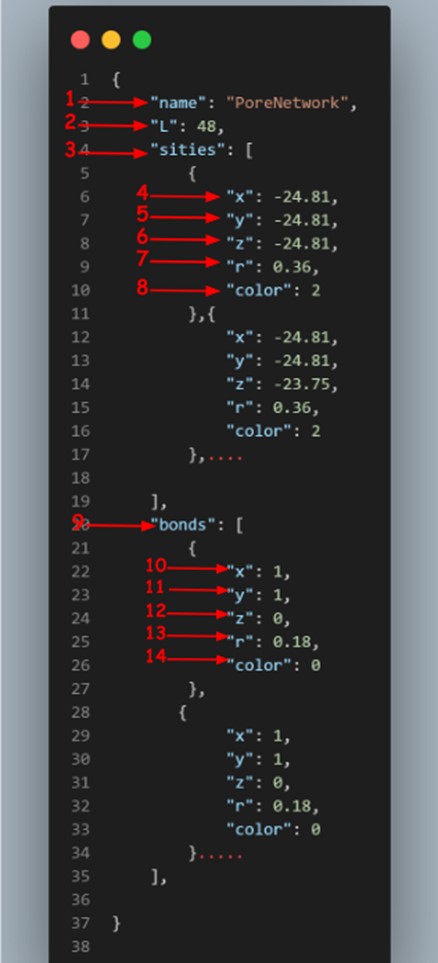 1 {
1 2 "name": "PoreNetwork",
2 3 "L": 48,
3 4 "sities": [
5 {
4 6 "x": -24.81,
5 7 "y": -24.81,
6 8 "z": -24.81,
7 9 "r": 0.36,
8 10 "color": 2
11 },{
12 "x": -24.81,
13 "y": -24.81,
14 "z": -23.75,
15 "r": 0.36,
16 "color": 2
17 },....
18
19 ],
9 20 "bonds": [
21 {
10 22 "x": 1,
11 23 "y": 1,
12 24 "z": 0,
13 25 "r": 0.18,
14 26 "color": 0
27 },
28 {
29 "x": 1,
30 "y": 1,
31 "z": 0,
32 "r": 0.18,
33 "color": 0
34 }.....
35 ],
36
37 }
38